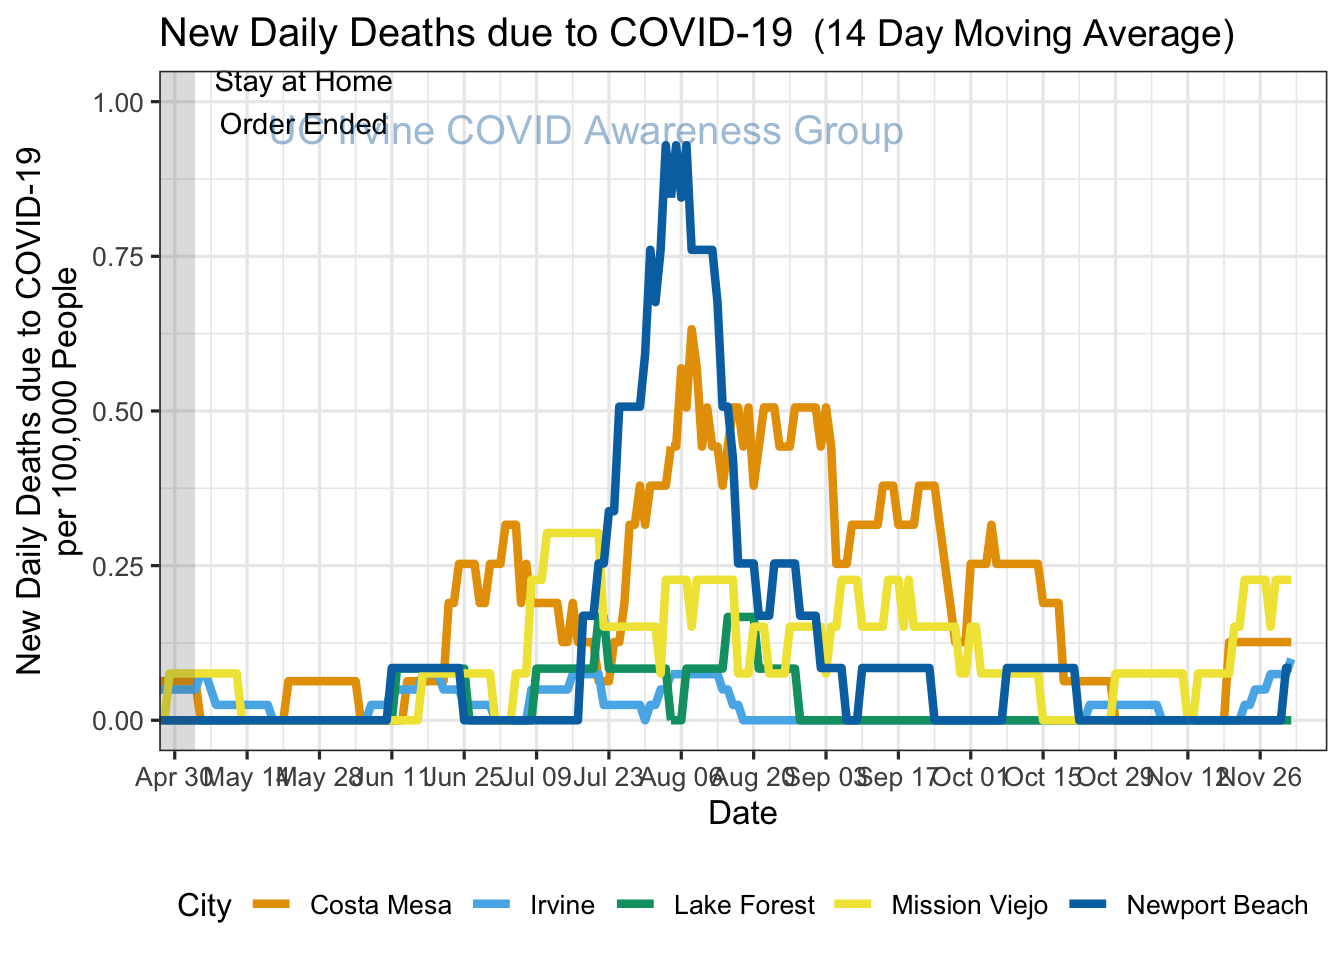 New Daily Deaths due to COVID-19 (14 Day Moving Average)
Stay at Home
Order Ended
UC Irvine COVID Awareness Group
New Daily Deaths due to COVID-19
per 100,000 People
1.00
0.75
0.50
0.25
0.00
Apr 30 May 14 May 28 Jun 11 Jun 25 Jul 09 Jul 23 Aug 06 Aug 20 Sep 03 Sep 17 Oct 01 Oct 15 Oct 29 Nov 12 Nov 26
Date
City Costa Mesa Irvine Lake Forest Mission Viejo Newport Beach